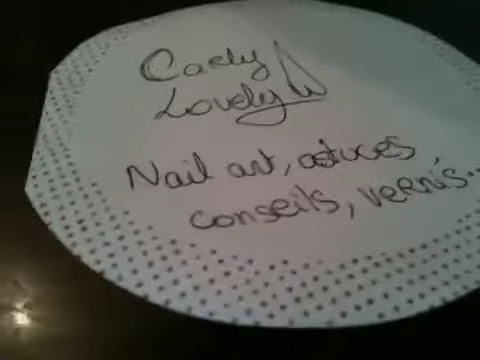 Carly
Lovely
Nail art, astuces
conseils, vernis...